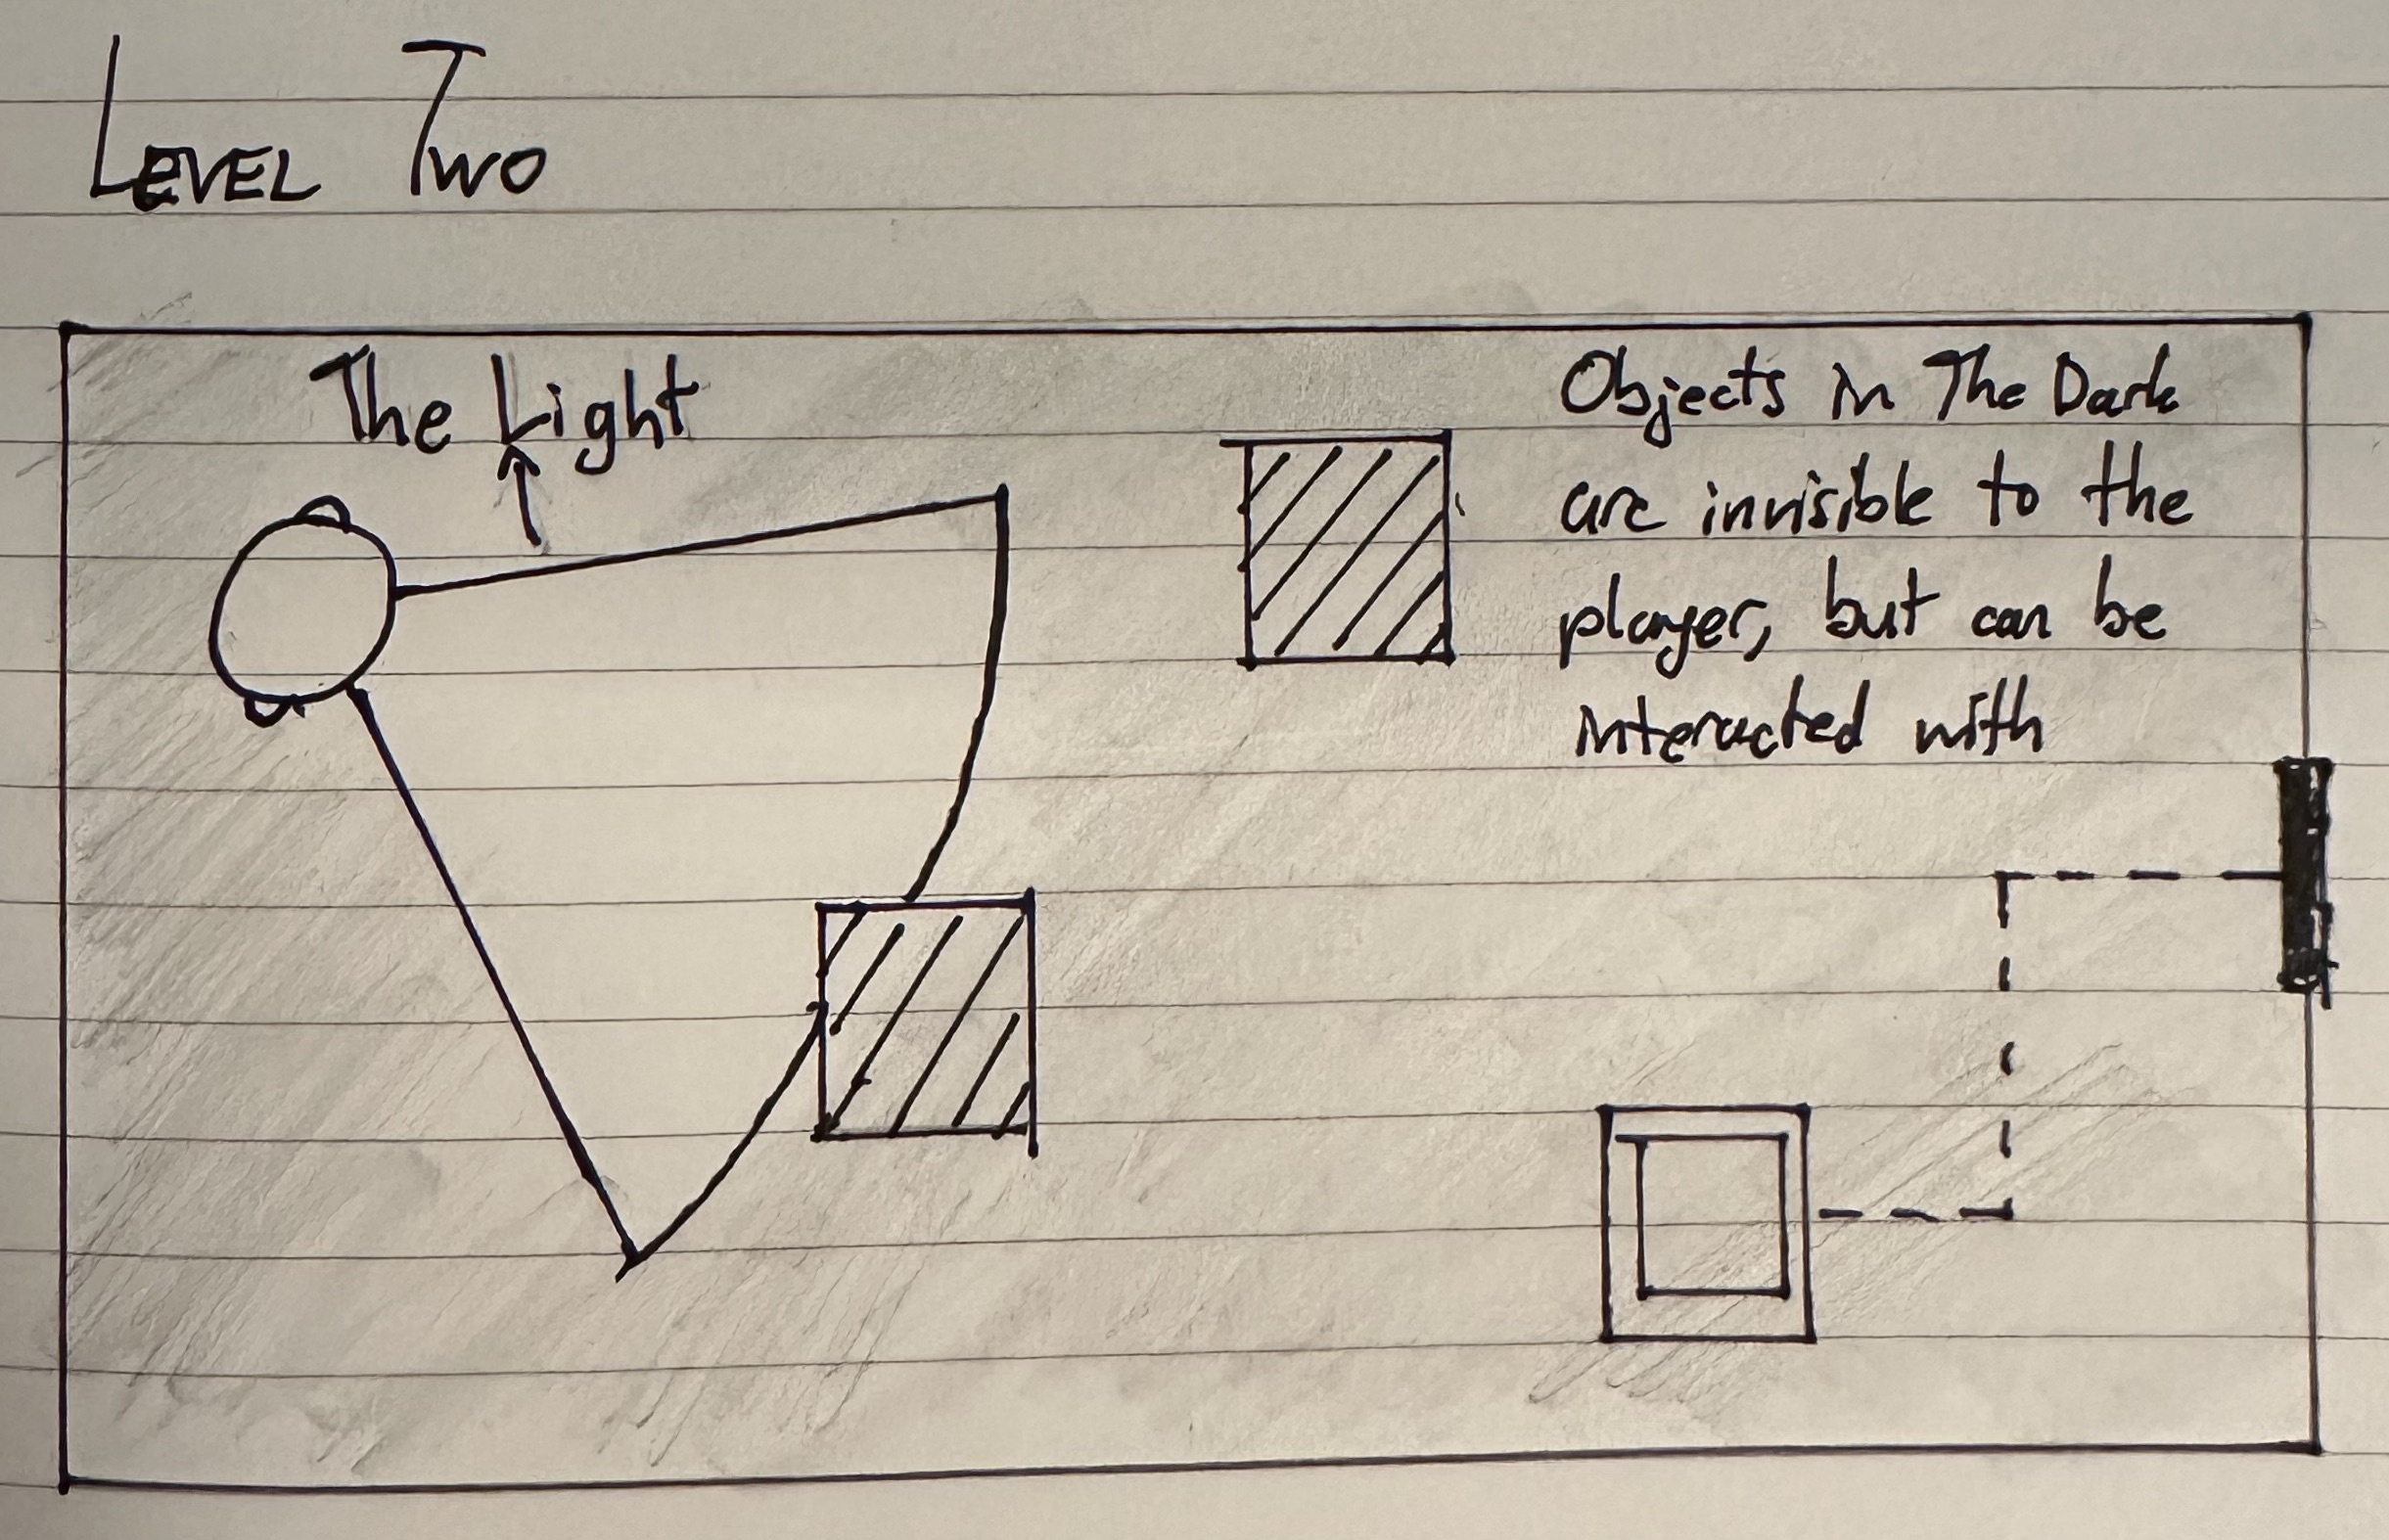 LEVEL TWO
The Light
Objects in The Dark
are invisible to the
player, but can be
interacted with